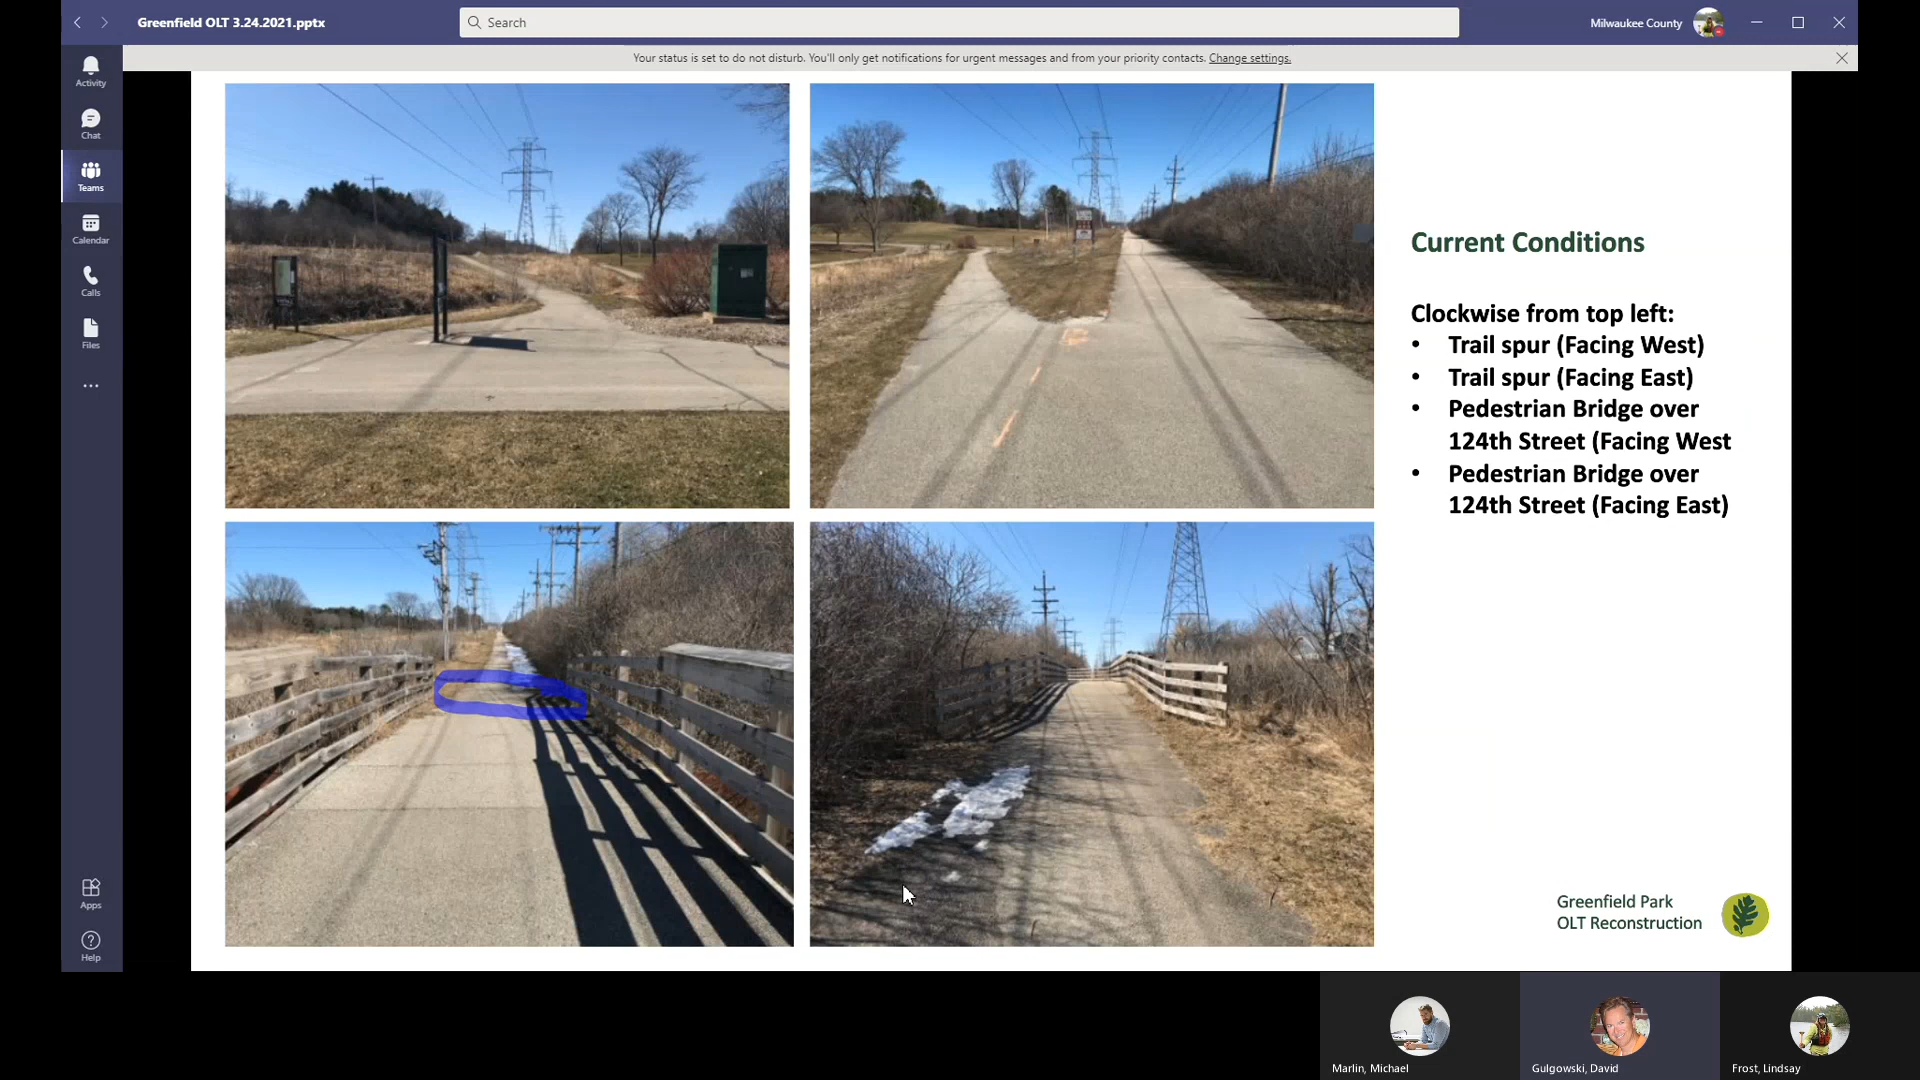 Greenfield OLT 3.24.2021.pptx
Search
Milwaukee County
Your status is set to do not disturb. You'll only get notifications for urgent messages and from your priority contacts. Change settings.
Activity
Chat
Teams
Calendar
Calls
Files
Apps
Help
Current Conditions
Clockwise from top left:
• Trail spur (Facing West)
• Trail spur (Facing East)
• Pedestrian Bridge over
124th Street (Facing West
• Pedestrian Bridge over
124th Street (Facing East)
Greenfield Park
OLT Reconstruction
Marlin, Michael
Gulgowski, David
Frost, Lindsay